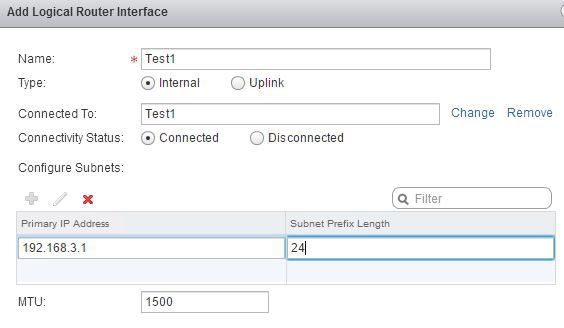 Add Logical Router Interface
Name: * Test1
Type: Internal Uplink
Connected To: Test1 Change Remove
Connectivity Status: Connected Disconnected
Configure Subnets:
Filter
Primary IP Address Subnet Prefix Length
192.168.3.1 24
MTU: 1500